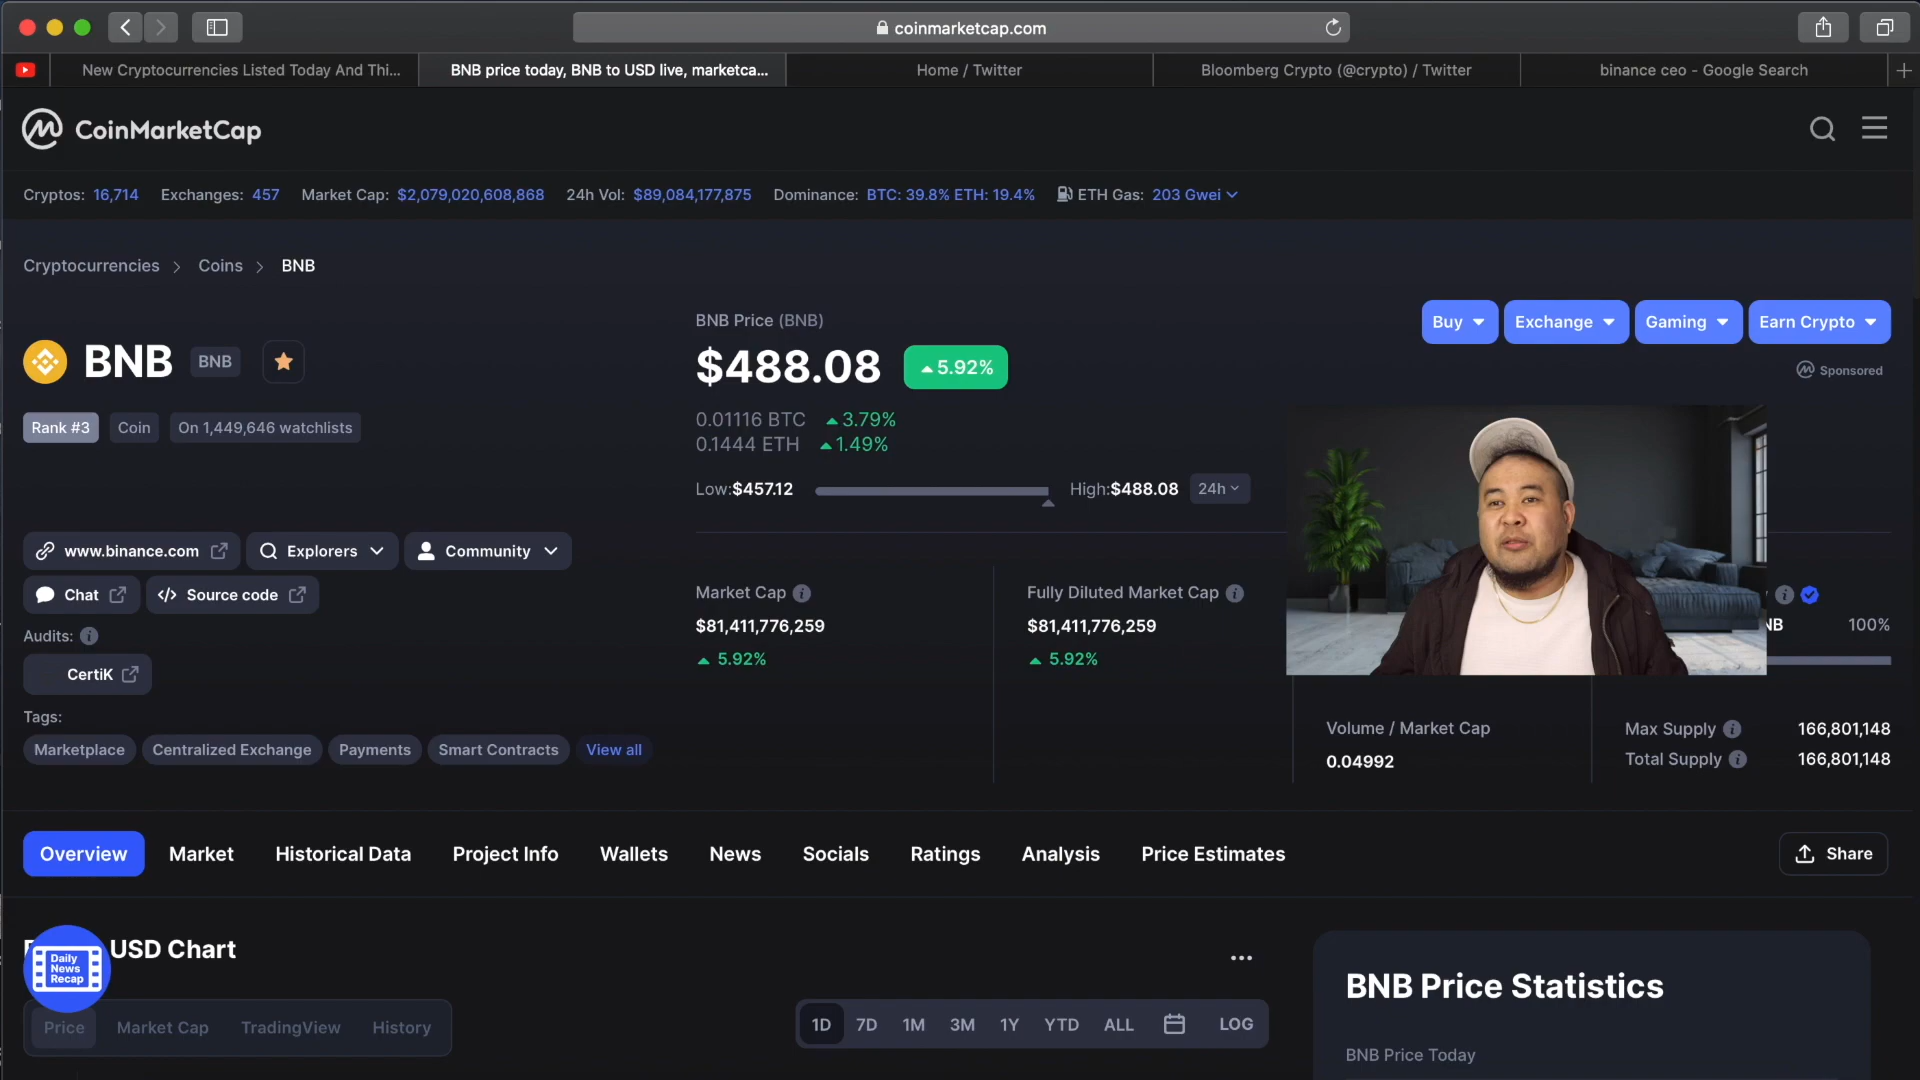 coinmarketcap.com
New Cryptocurrencies Listed Today And Thi...
BNB price today, BNB to USD live, marketca...
Home / Twitter
Bloomberg Crypto (@crypto) / Twitter
binance ceo - Google Search
CoinMarketCap
Cryptos: 16,714 Exchanges: 457 Market Cap: $2,079,020,608,868 24h Vol: $89,084,177,875 Dominance: BTC: 39.8% ETH: 19.4% ETH Gas: 203 Gwei
Cryptocurrencies > Coins > BNB
BNB BNB
Rank #3 Coin On 1,449,646 watchlists
www.binance.com Explorers Community
Chat </> Source code
Audits:
CertiK
Tags:
Marketplace Centralized Exchange Payments Smart Contracts View all
BNB Price (BNB)
$488.08 5.92%
0.01116 BTC 3.79%
0.1444 ETH 1.49%
Low:$457.12 High:$488.08 24h
Buy Exchange Gaming Earn Crypto
Sponsored
Market Cap
$81,411,776,259
5.92%
Fully Diluted Market Cap
$81,411,776,259
5.92%
NB 100%
Volume / Market Cap
0.04992
Max Supply 166,801,148
Total Supply 166,801,148
Overview Market Historical Data Project Info Wallets News Socials Ratings Analysis Price Estimates Share
USD Chart
Daily
News
Recap
Price Market Cap TradingView History
1D 7D 1M 3M 1Y YTD ALL LOG
BNB Price Statistics
BNB Price Today